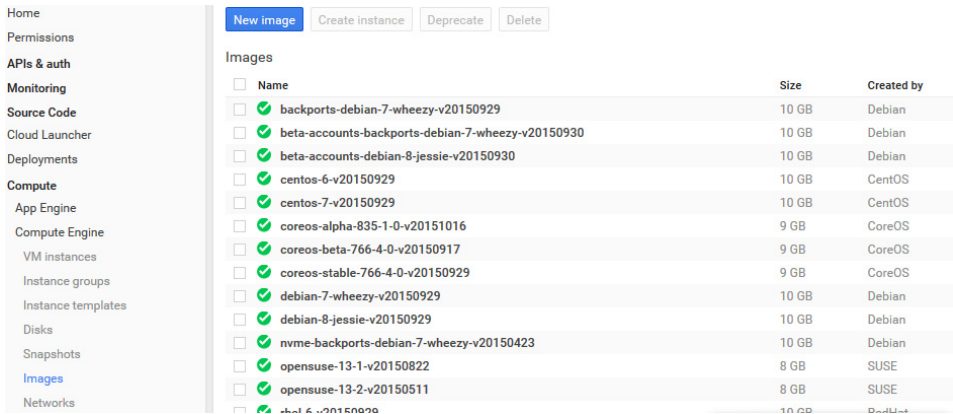 Home
Permissions
APIs & auth
Monitoring
Source Code
Cloud Launcher
Deployments
Compute
App Engine
Compute Engine
VM instances
Instance groups
Instance templates
Disks
Snapshots
Images
Networks
New image Create instance Deprecate Delete
Images
Name Size Created by
backports-debian-7-wheezy-v20150929 10 GB Debian
beta-accounts-backports-debian-7-wheezy-v20150930 10 GB Debian
beta-accounts-debian-8-jessie-v20150930 10 GB Debian
centos-6-v20150929 10 GB CentOS
centos-7-v20150929 10 GB CentOS
coreos-alpha-835-1-0-v20151016 9 GB CoreOS
coreos-beta-766-4-0-v20150917 9 GB CoreOS
coreos-stable-766-4-0-v20150929 9 GB CoreOS
debian-7-wheezy-v20150929 10 GB Debian
debian-8-jessie-v20150929 10 GB Debian
nvme-backports-debian-7-wheezy-v20150423 10 GB Debian
opensuse-13-1-v20150822 8 GB SUSE
opensuse-13-2-v20150511 8 GB SUSE
rhel-6-v20150929 10 GB RedHat